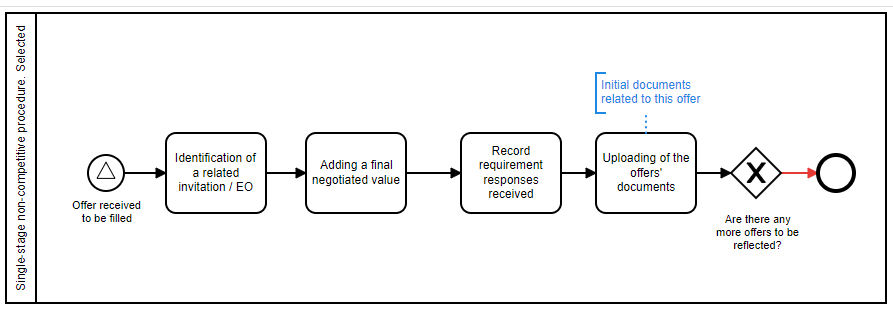 Single-stage non-competitive procedure. Selected
Initial documents
related to this offer
Offer received
to be filled
Identification of
a related
invitation / EO
Adding a final
negotiated value
Record
requirement
responses
received
Uploading of the
offers'
documents
Are there any
more offers to be
reflected?